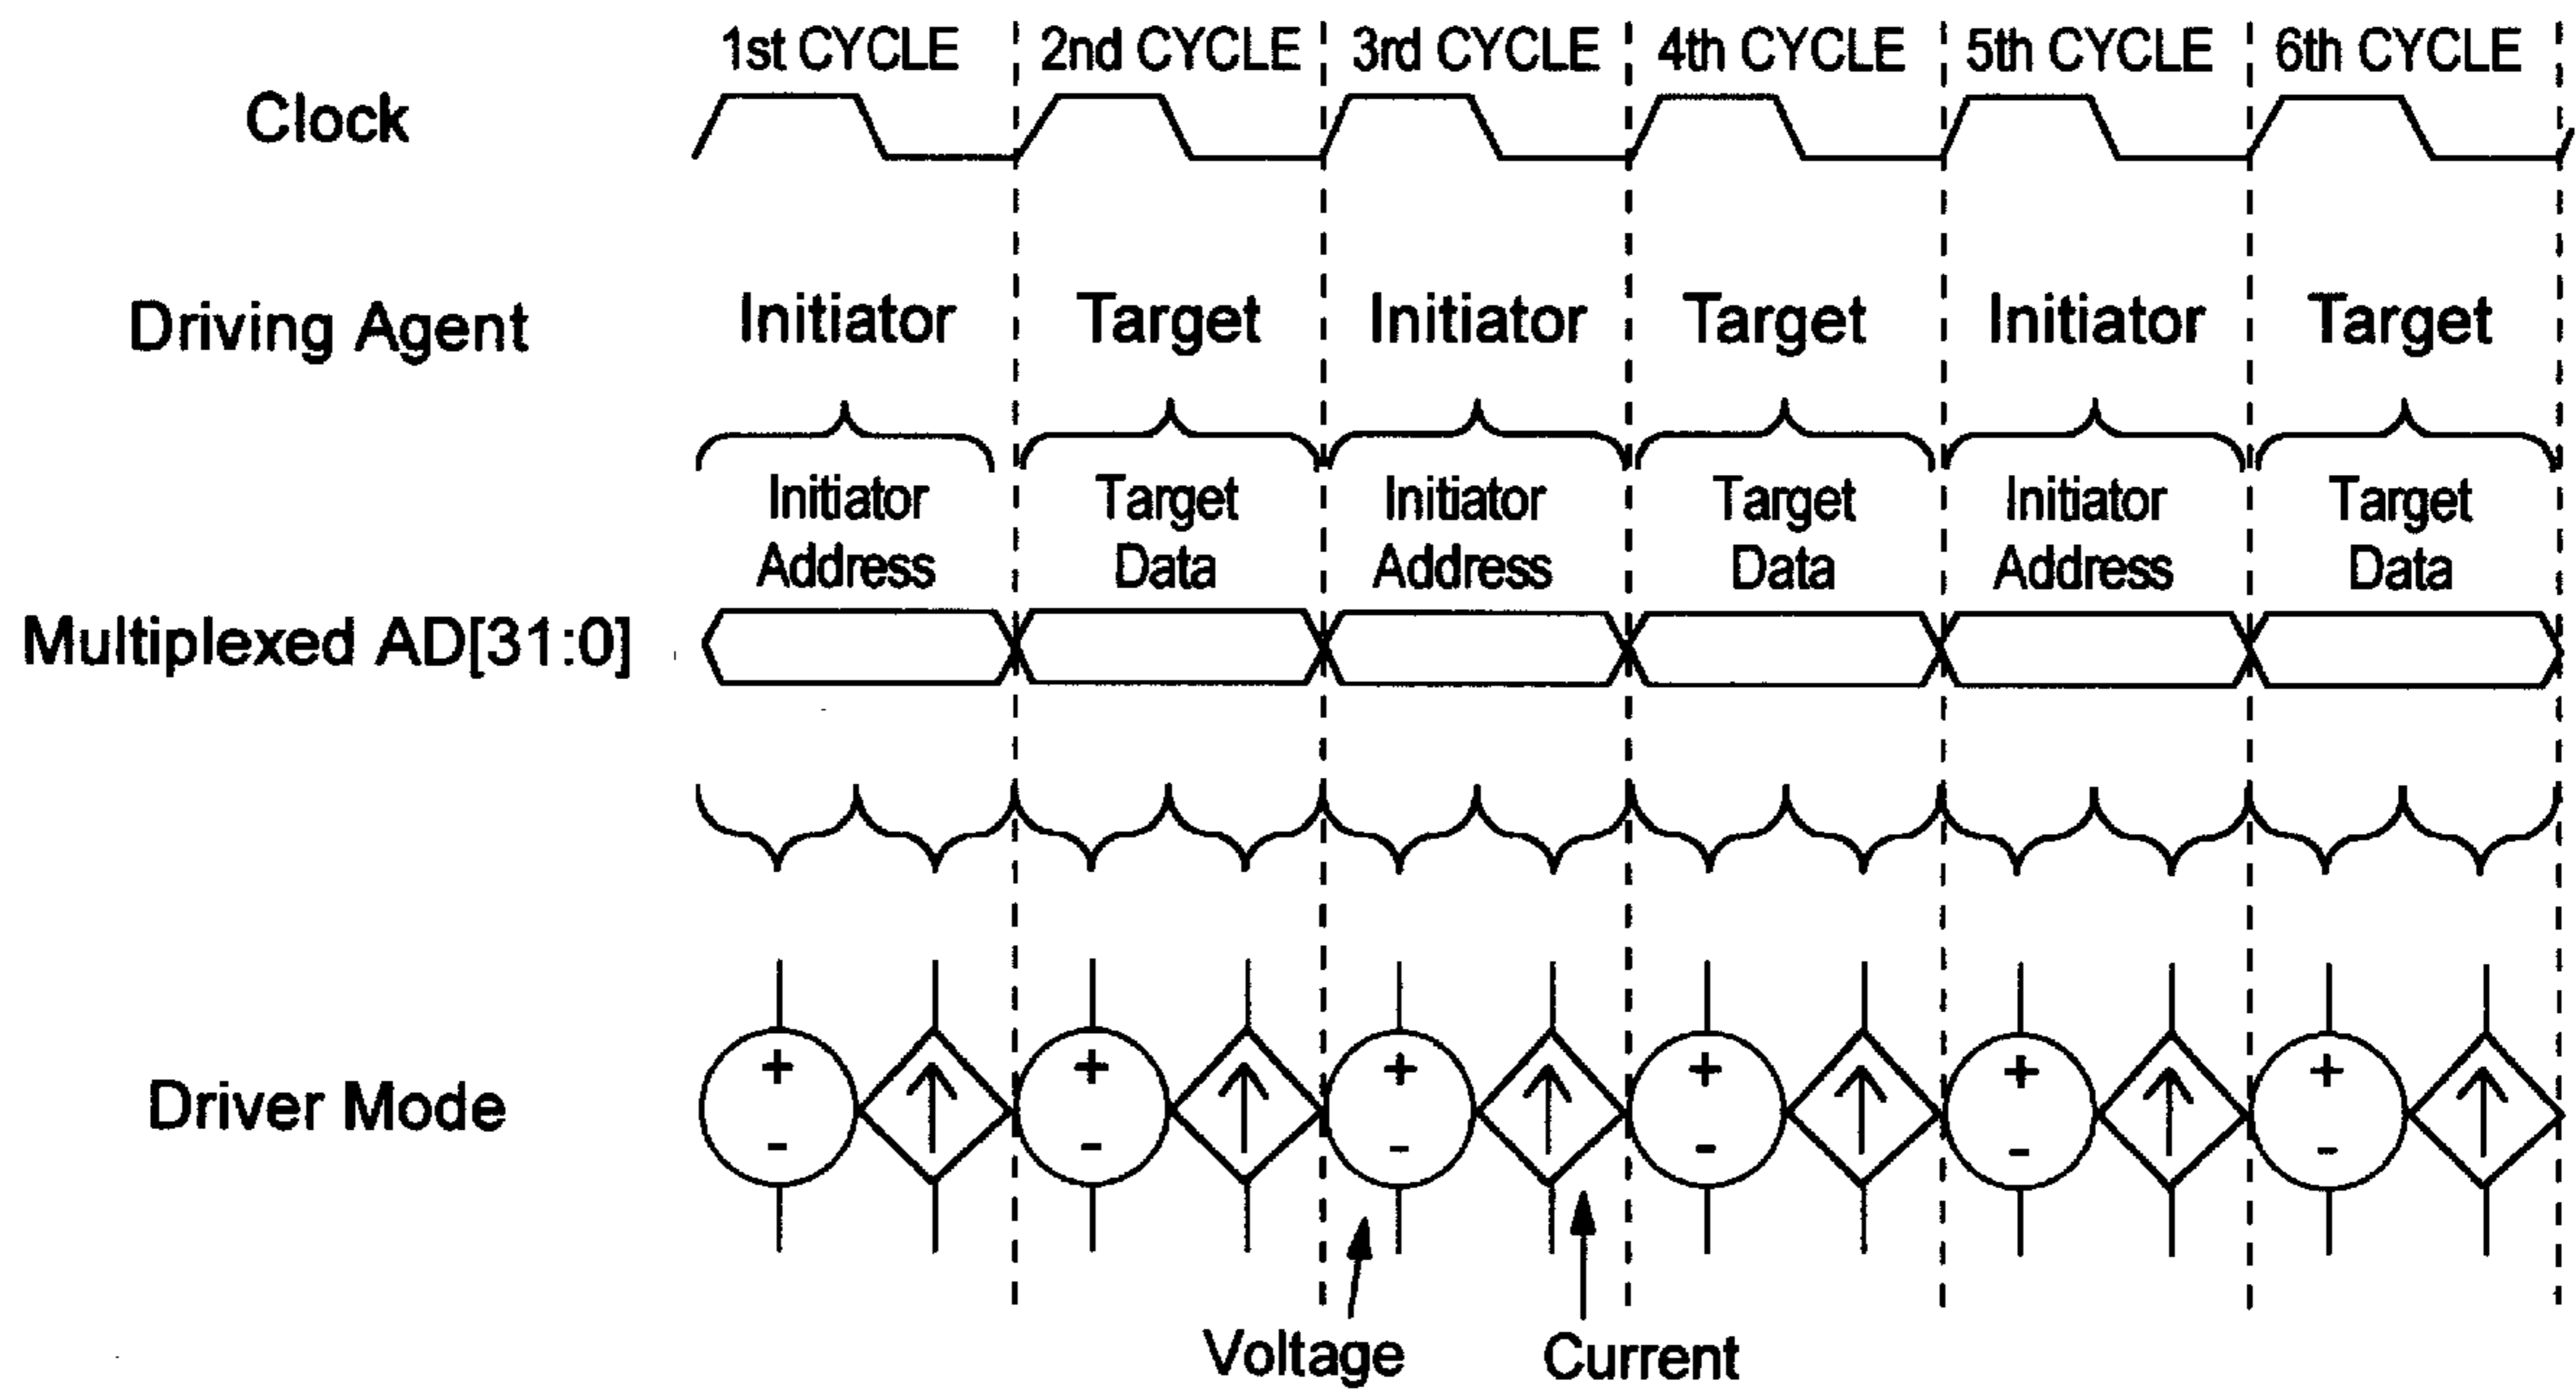 1st CYCLE 2nd CYCLE 3rd CYCLE 4th CYCLE 5th CYCLE 6th CYCLE
Clock
Driving Agent Initiator Target Initiator Target Initiator Target
Initiator Target Initiator Target Initiator Target
Address Data Address Data Address Data
Multiplexed AD[31:0]
+ + + + + +
Driver Mode
- - - - - -
Voltage Current